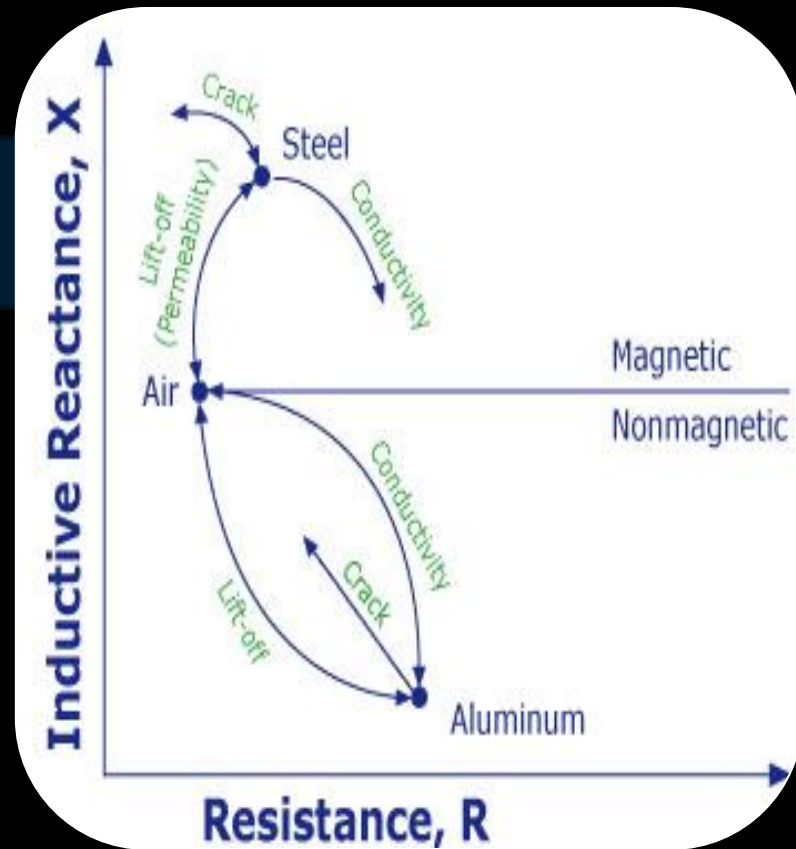 Inductive Reactance, X
Crack
Steel
Lift-off
(Permeability)
Conductivity
Magnetic
Air
Nonmagnetic
Conductivity
Crack
Lift-off
Aluminum
Resistance, R